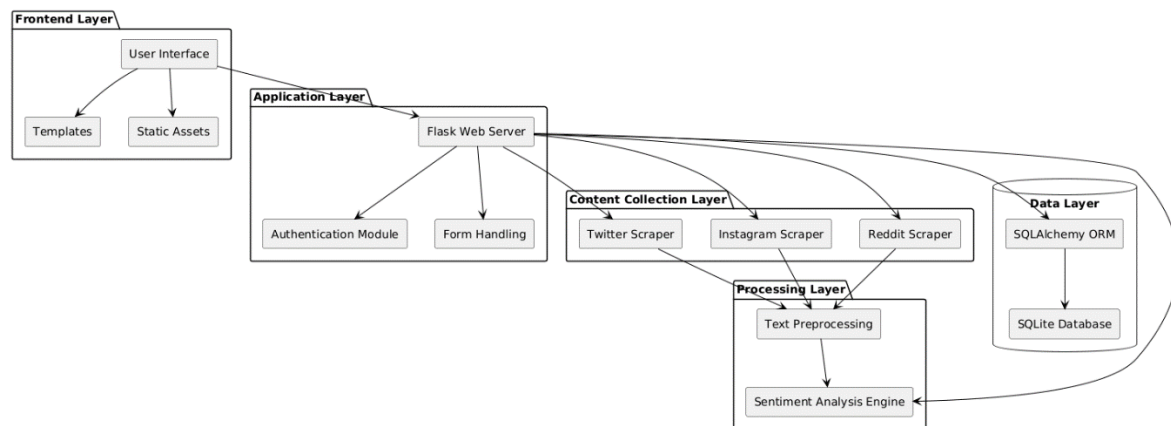 Frontend Layer
User Interface
Templates
Static Assets
Application Layer
Flask Web Server
Authentication Module
Form Handling
Content Collection Layer
Twitter Scraper
Instagram Scraper
Reddit Scraper
Data Layer
SQLAlchemy ORM
SQLite Database
Processing Layer
Text Preprocessing
Sentiment Analysis Engine